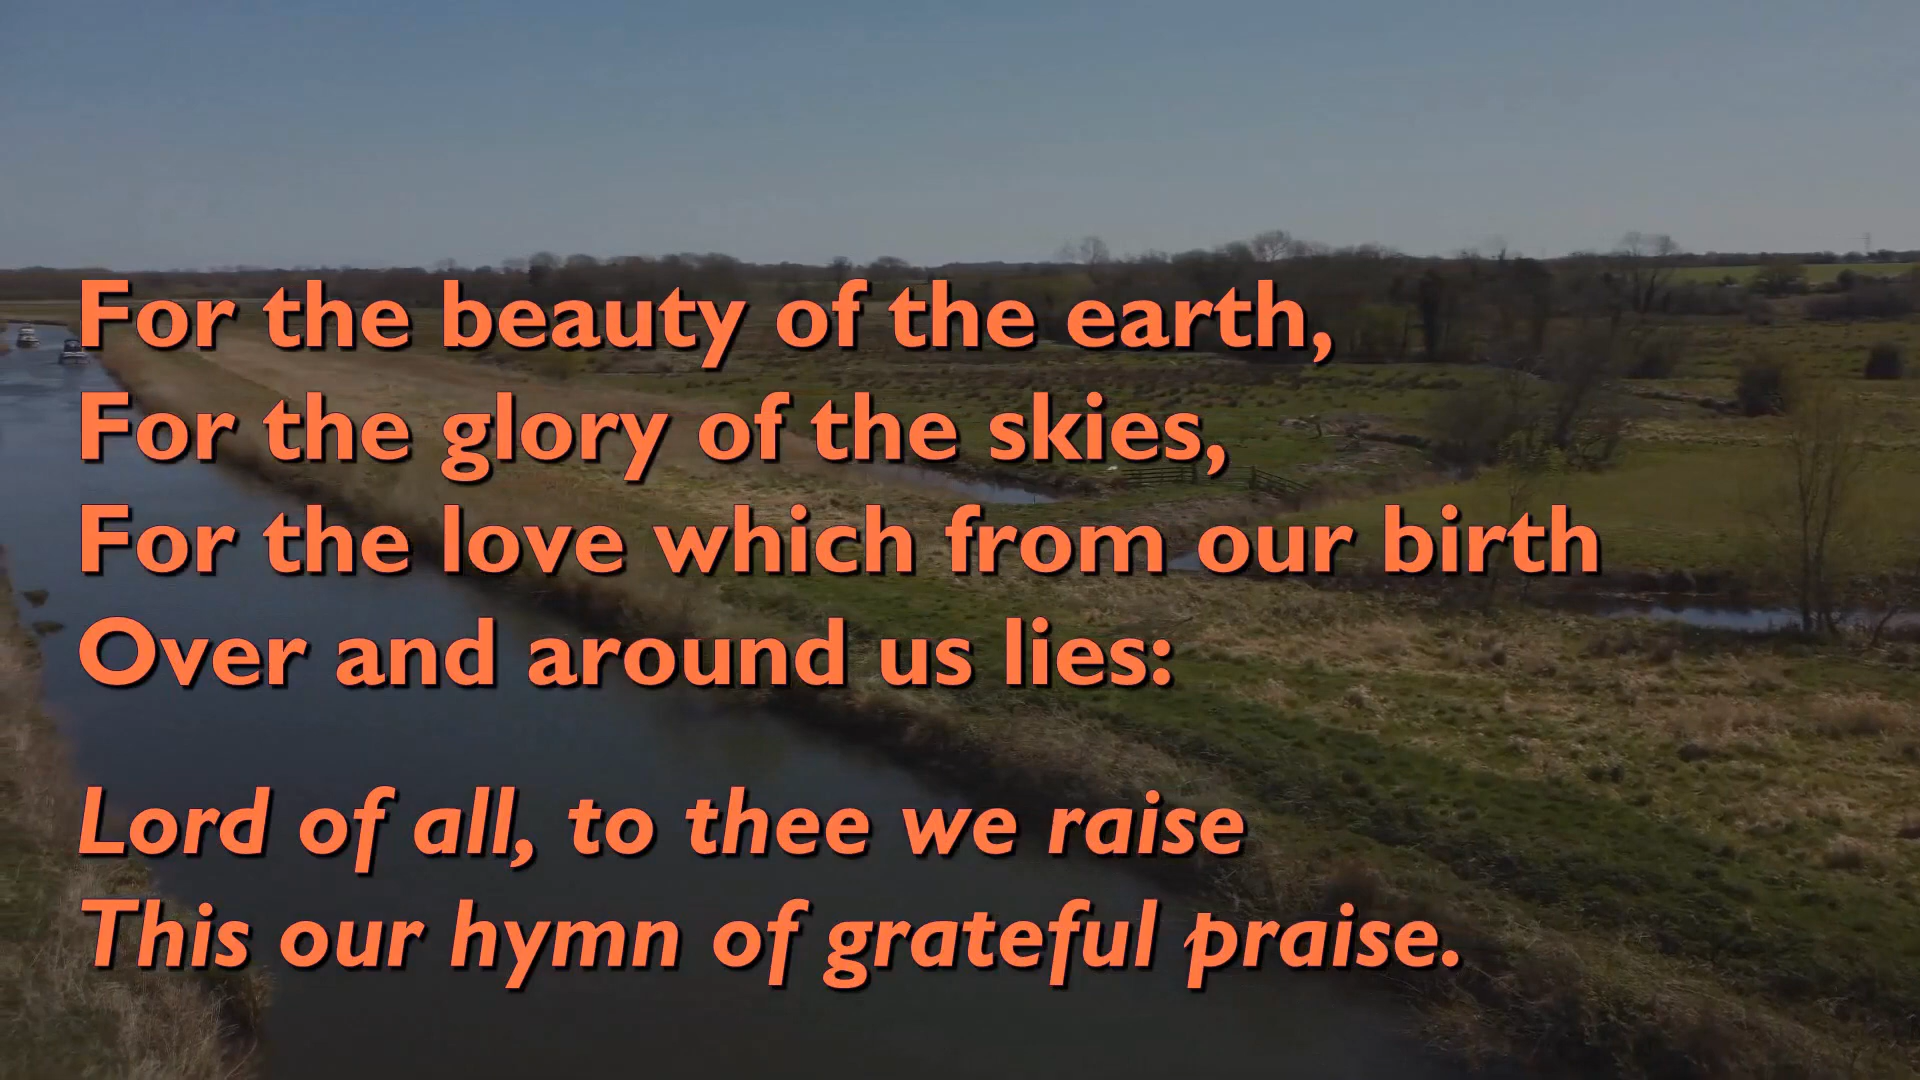 For the beauty of the earth,
For the glory of the skies,
For the love which from our birth
Over and around us lies:
Lord of all, to thee we raise
This our hymn of grateful praise.